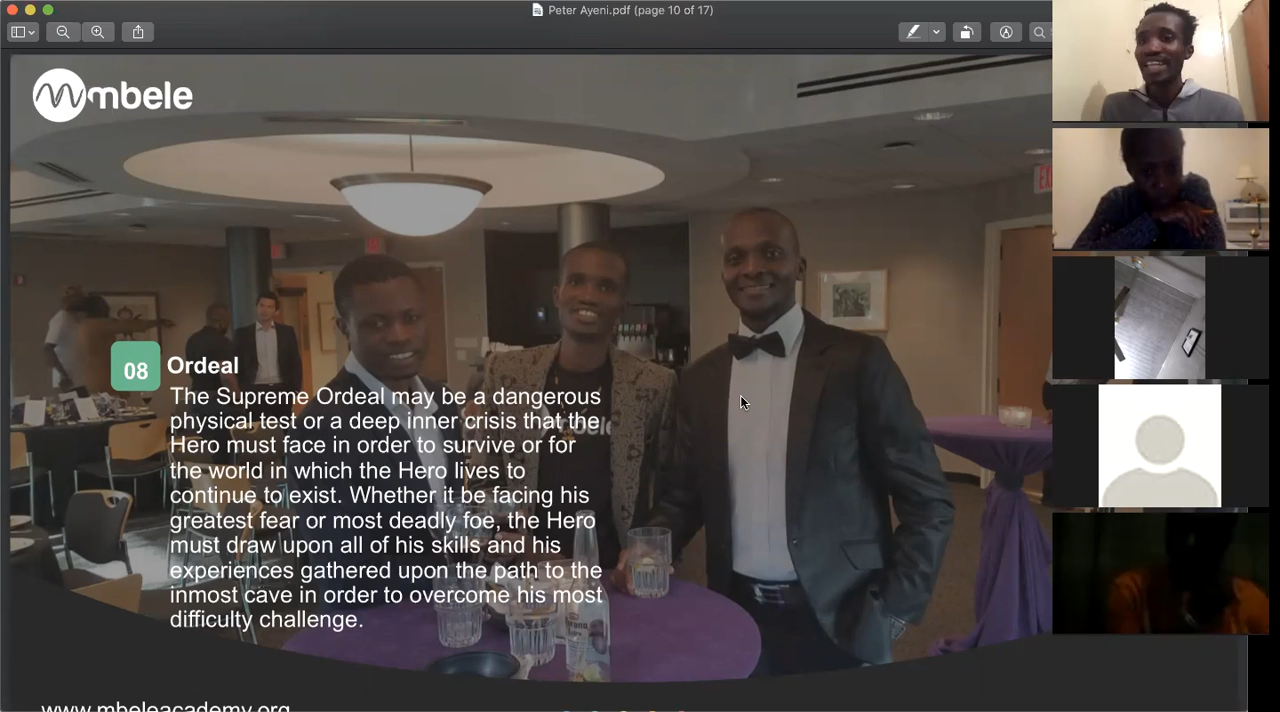 Peter Ayeni.pdf (page 10 of 17)
mbele
08
Ordeal
The Supreme Ordeal may be a dangerous
physical test or a deep inner crisis that the
Hero must face in order to survive or for
the world in which the Hero lives to
continue to exist. Whether it be facing his
greatest fear or most deadly foe, the Hero
must draw upon all of his skills and his
experiences gathered upon the path to the
inmost cave in order to overcome his most
difficulty challenge.
www.mbeleacademy.org